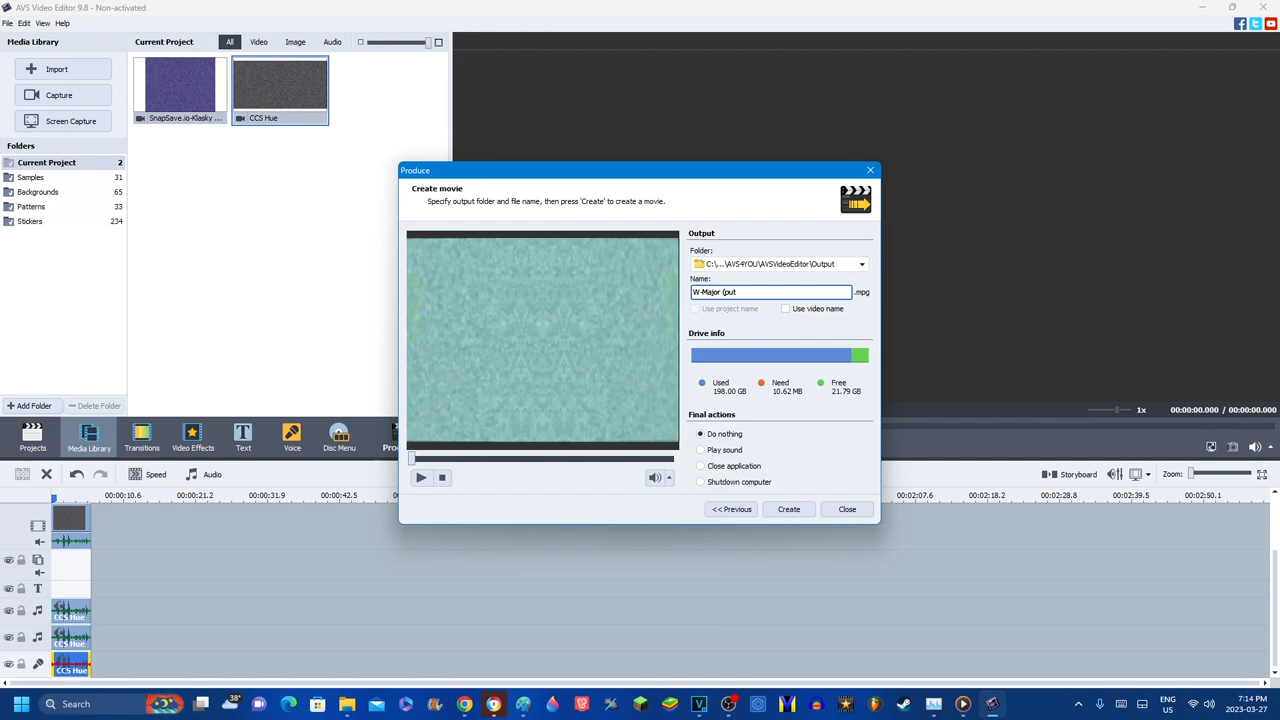 AVS Video Editor 9.8 - Non-activated
File Edit View Help
Media Library
Current Project All Video Image Audio
Import
Capture
Screen Capture
SnapSave.io-Klasky ...
CCS Hue
Folders
Current Project 2
Samples 31
Backgrounds 65
Patterns 33
Stickers 234
+ Add Folder
Delete Folder
Produce
Create movie
Specify output folder and file name, then press 'Create' to create a movie.
Output
Folder:
C:\...\AVS4YOU\AVSVideoEditor\Output
Name:
W-Major (put .mpg
Use project name Use video name
Drive info
Used Need Free
198.00 GB 10.62 MB 21.79 GB
Final actions
Do nothing
Play sound
Close application
Shutdown computer
<< Previous Create Close
1x 00:00:00.000 / 00:00:00.000
Projects Media Library Transitions Video Effects Text Voice Disc Menu
Speed Audio Storyboard Zoom:
00:00:10.6 00:00:21.2 00:00:31.9 00:00:42.5 00:02:07.6 00:02:18.2 00:02:28.8 00:02:39.5 00:02:50.1
T
CCS Hue
CCS Hue
CCS Hue
Search 38° ENG US 7:14 PM 2023-03-27